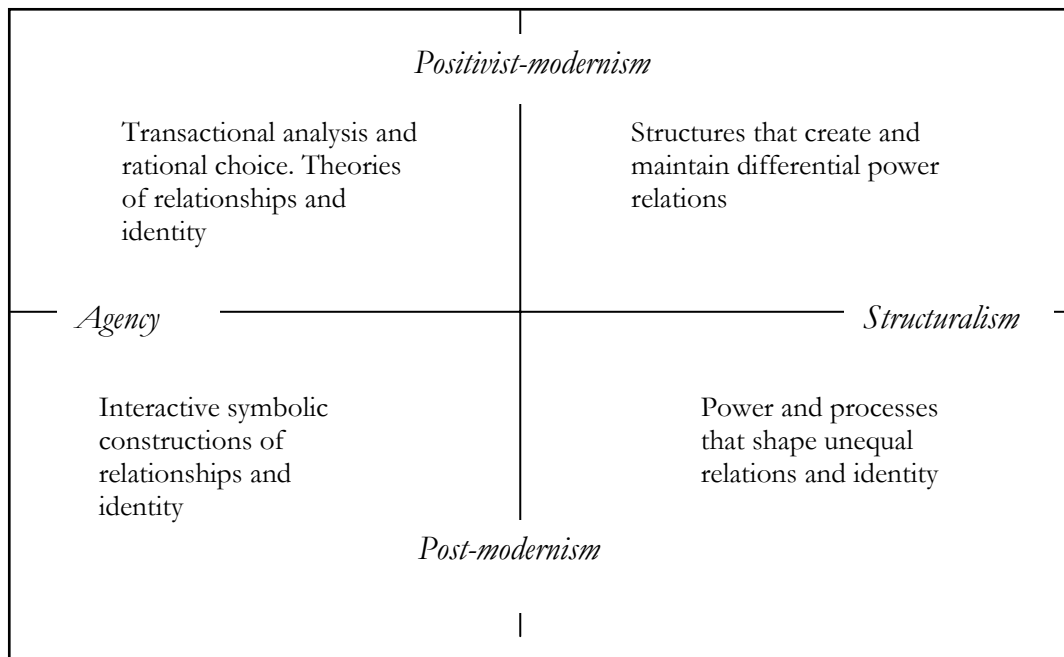 Positivist-modernism
Transactional analysis and
rational choice. Theories
of relationships and
identity
Structures that create and
maintain differential power
relations
Agency
Structuralism
Interactive symbolic
constructions of
relationships and
identity
Power and processes
that shape unequal
relations and identity
Post-modernism